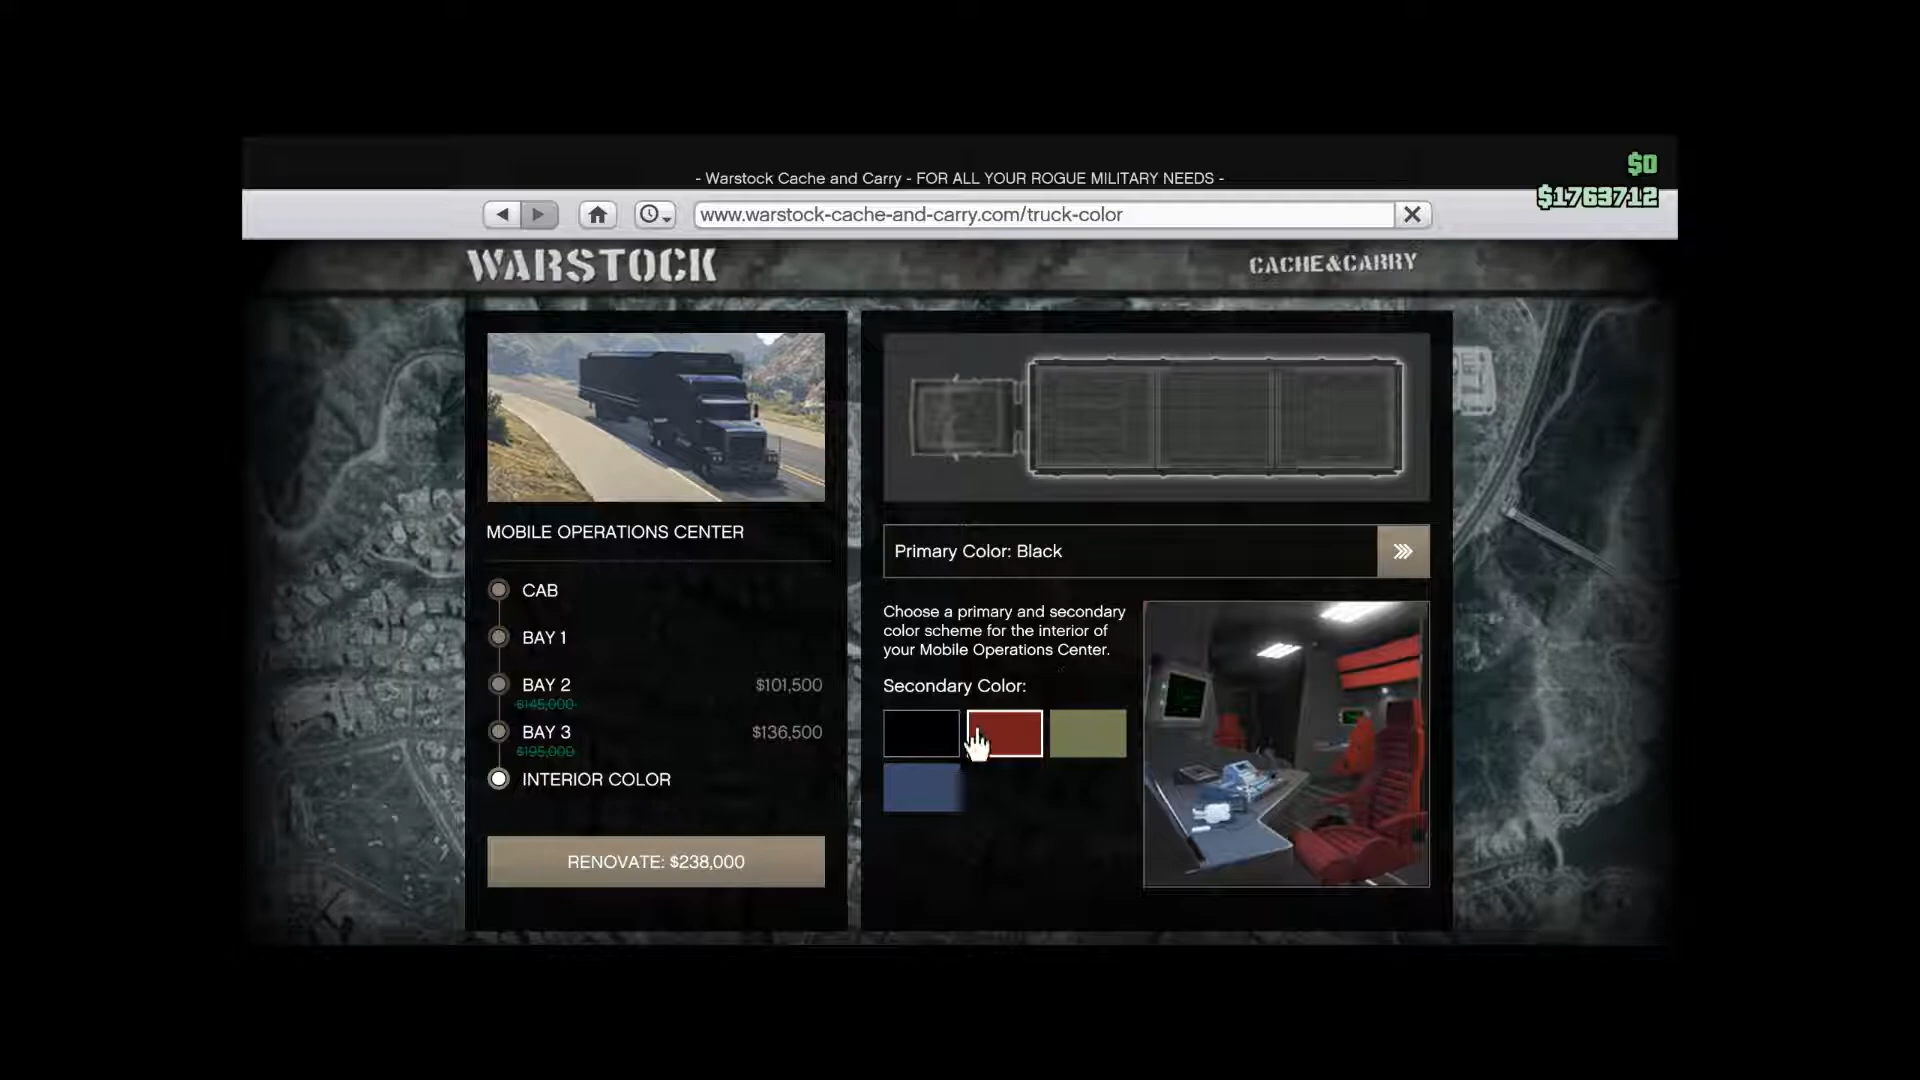 $0
- Warstock Cache and Carry - FOR ALL YOUR ROGUE MILITARY NEEDS -
$1763712
www.warstock-cache-and-carry.com/truck-color
WARSTOCK
CACHE&CARRY
MOBILE OPERATIONS CENTER
CAB
BAY 1
BAY 2 $101,500
$145,000
BAY 3 $136,500
$195,000
INTERIOR COLOR
RENOVATE: $238,000
Primary Color: Black
Choose a primary and secondary
color scheme for the interior of
your Mobile Operations Center.
Secondary Color: